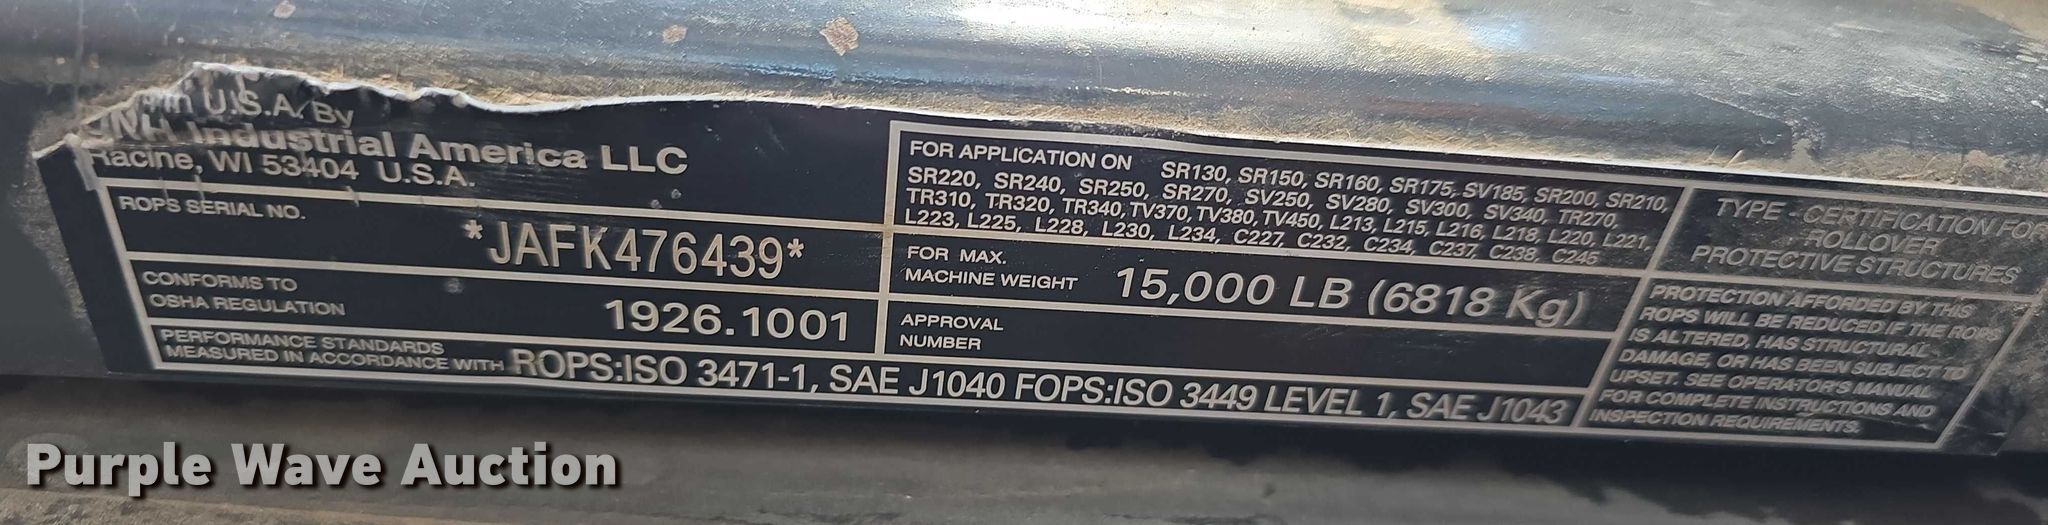 in U.S.A. By
CNH Industrial America LLC
Racine, WI 53404 U.S.A.
ROPS SERIAL NO.
*JAFK476439*
CONFORMS TO
OSHA REGULATION
1926.1001
FOR APPLICATION ON SR130, SR150, SR160, SR175, SV185, SR200, SR210,
SR220, SR240, SR250, SR270, SV250, SV280, SV300, SV340, TR270,
TR310, TR320, TR340, TV370, TV380, TV450, L213, L215, L216, L218, L220, L221,
L223, L225, L228, L230, L234, C227, C232, C234, C237, C238, C245
FOR MAX.
MACHINE WEIGHT 15,000 LB (6818 Kg)
APPROVAL
NUMBER
PERFORMANCE STANDARDS
MEASURED IN ACCORDANCE WITH ROPS:ISO 3471-1, SAE J1040 FOPS:ISO 3449 LEVEL 1, SAE J1043
TYPE - CERTIFICATION FOR
ROLLOVER
PROTECTIVE STRUCTURES
PROTECTION AFFORDED BY THIS
ROPS WILL BE REDUCED IF THE ROPS
IS ALTERED, HAS STRUCTURAL
DAMAGE, OR HAS BEEN SUBJECT TO
UPSET. SEE OPERATOR'S MANUAL
FOR COMPLETE INSTRUCTIONS AND
INSPECTION REQUIREMENTS.
Purple Wave Auction